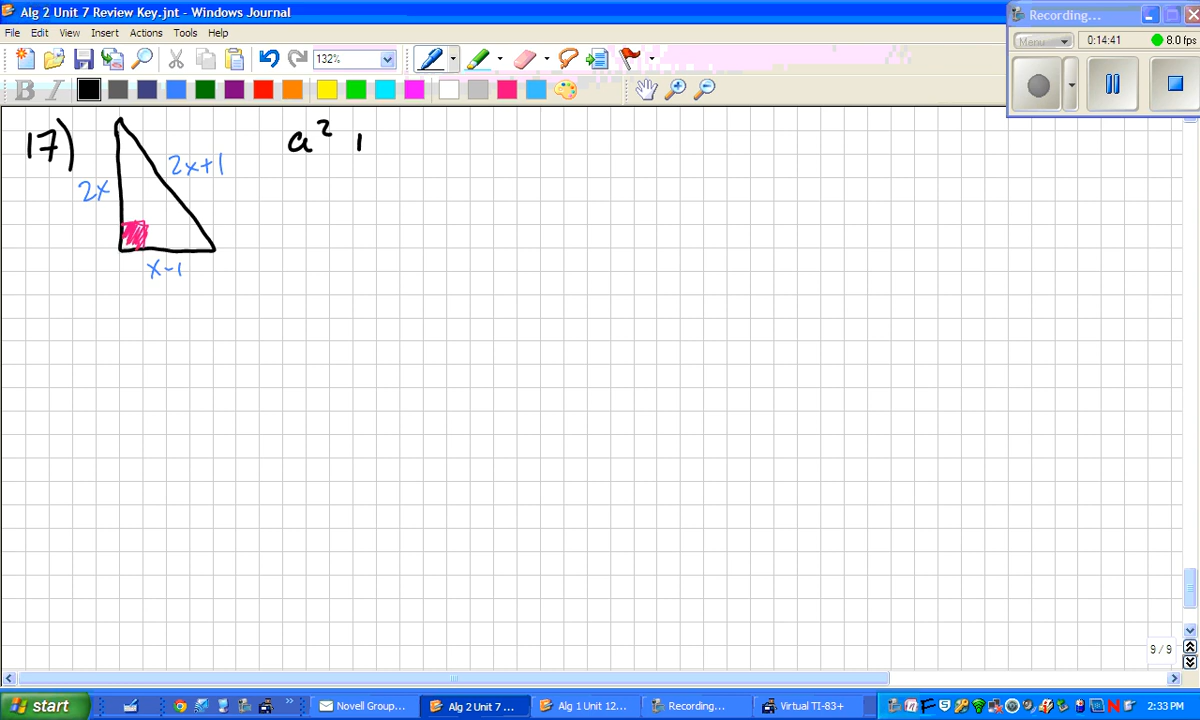 Alg 2 Unit 7 Review Key.jnt - Windows Journal
Recording...
File Edit View Insert Actions Tools Help
Menu 0:14:41 8.0 fps
132%
B I
17) 2x 2x+1 x-1
a² 
9 / 9
start Novell Group... Alg 2 Unit 7 ... Alg 1 Unit 12... Recording... Virtual TI-83+ 2:33 PM